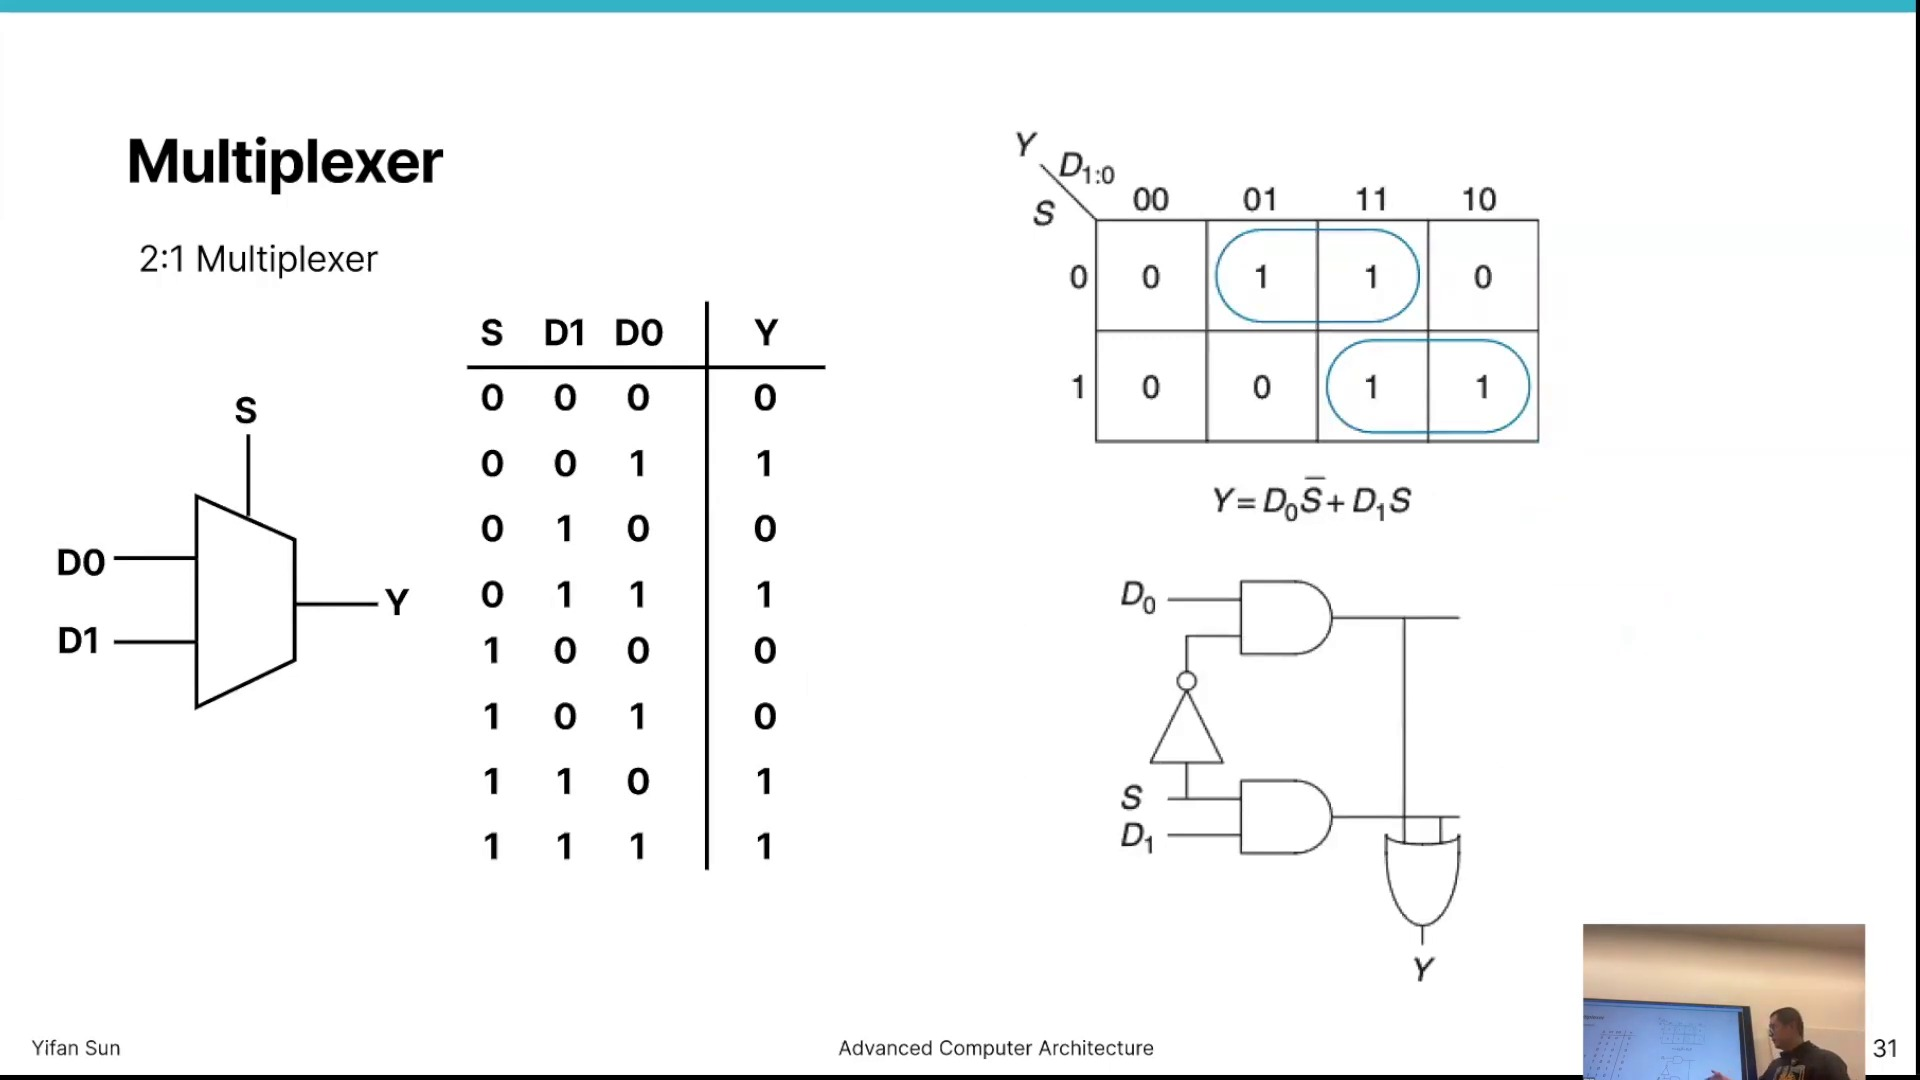 Multiplexer
2:1 Multiplexer
S
D0
D1
Y
S D1 D0 Y
0 0 0 0
0 0 1 1
0 1 0 0
0 1 1 1
1 0 0 0
1 0 1 0
1 1 0 1
1 1 1 1
Y
D₁:₀
S
00 01 11 10
0 0 1 1 0
1 0 0 1 1
Y = D₀S̅ + D₁S
D₀
S
D₁
Y
Yifan Sun
Advanced Computer Architecture
31